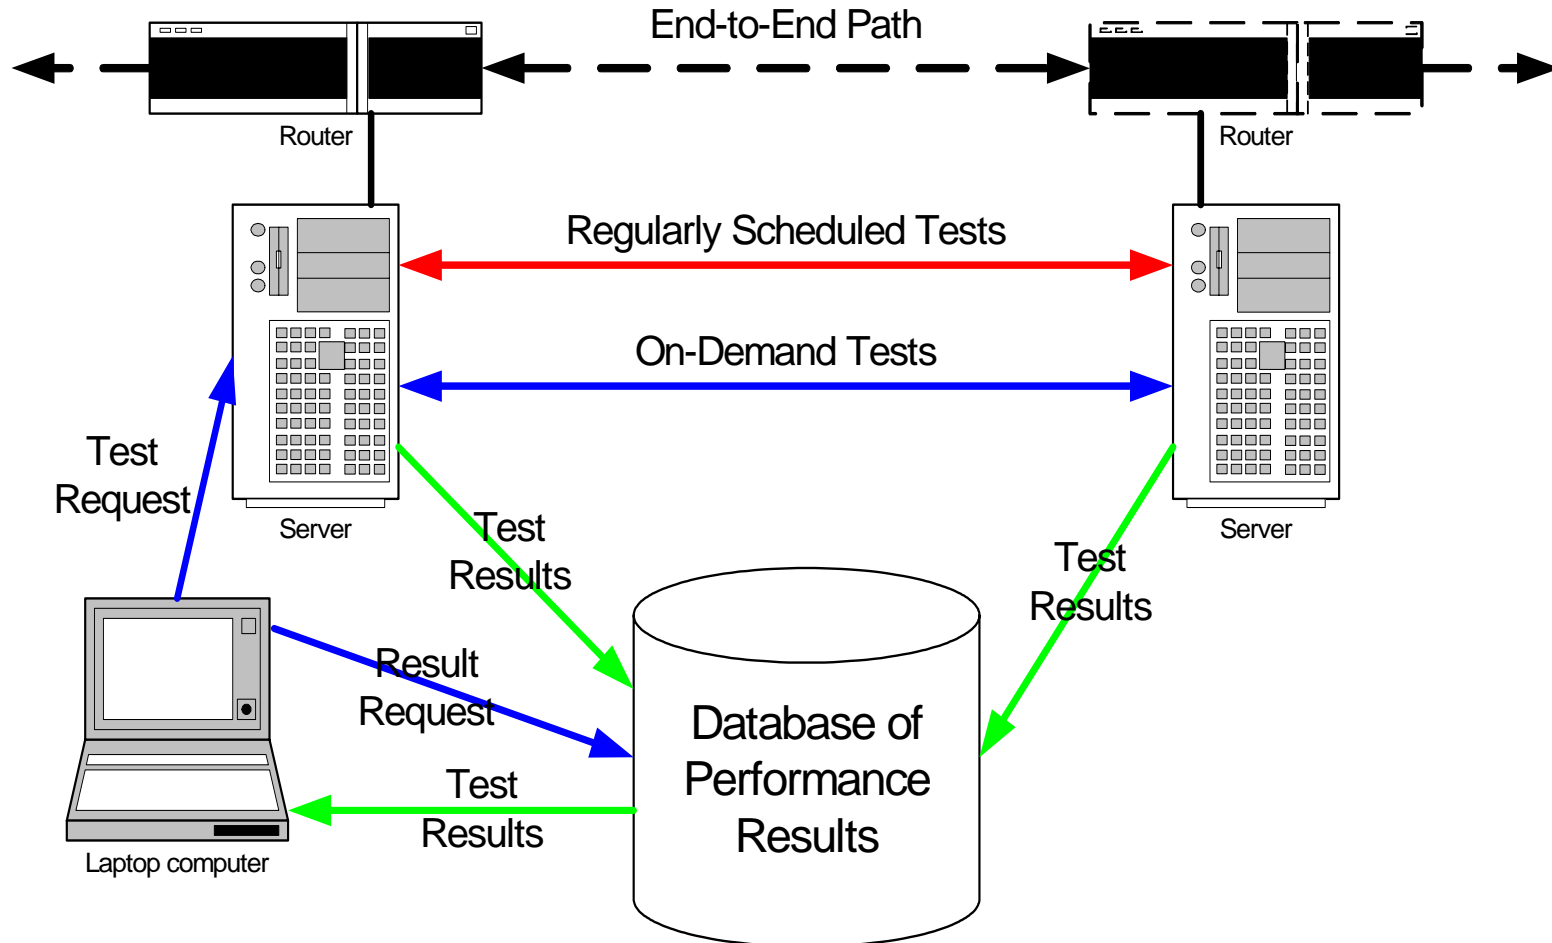 End-to-End Path
Router
Router
Regularly Scheduled Tests
On-Demand Tests
Test
Request
Server
Server
Test
Results
Test
Results
Result
Request
Database of
Performance
Results
Test
Results
Laptop computer